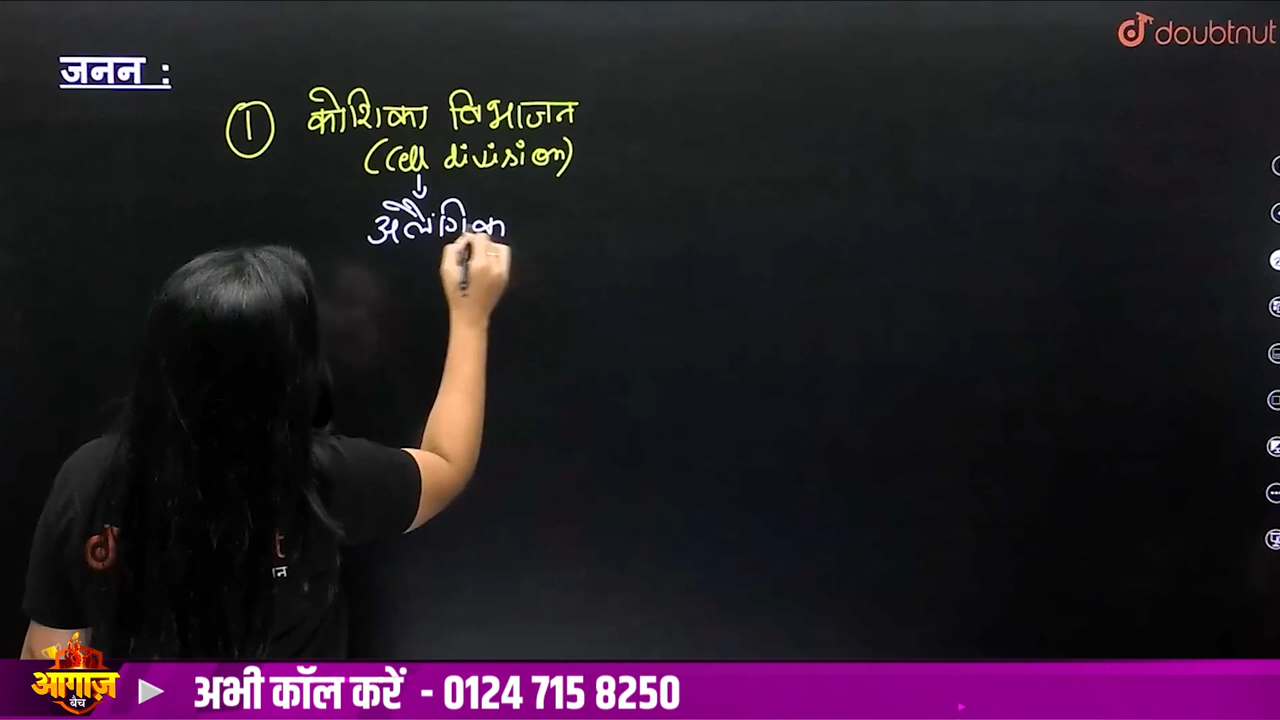 doubtnut
जनन :
1 कोशिका विभाजन
(Cell division)
अलैंगिक
आगाज़
बैच
अभी कॉल करें - 0124 715 8250